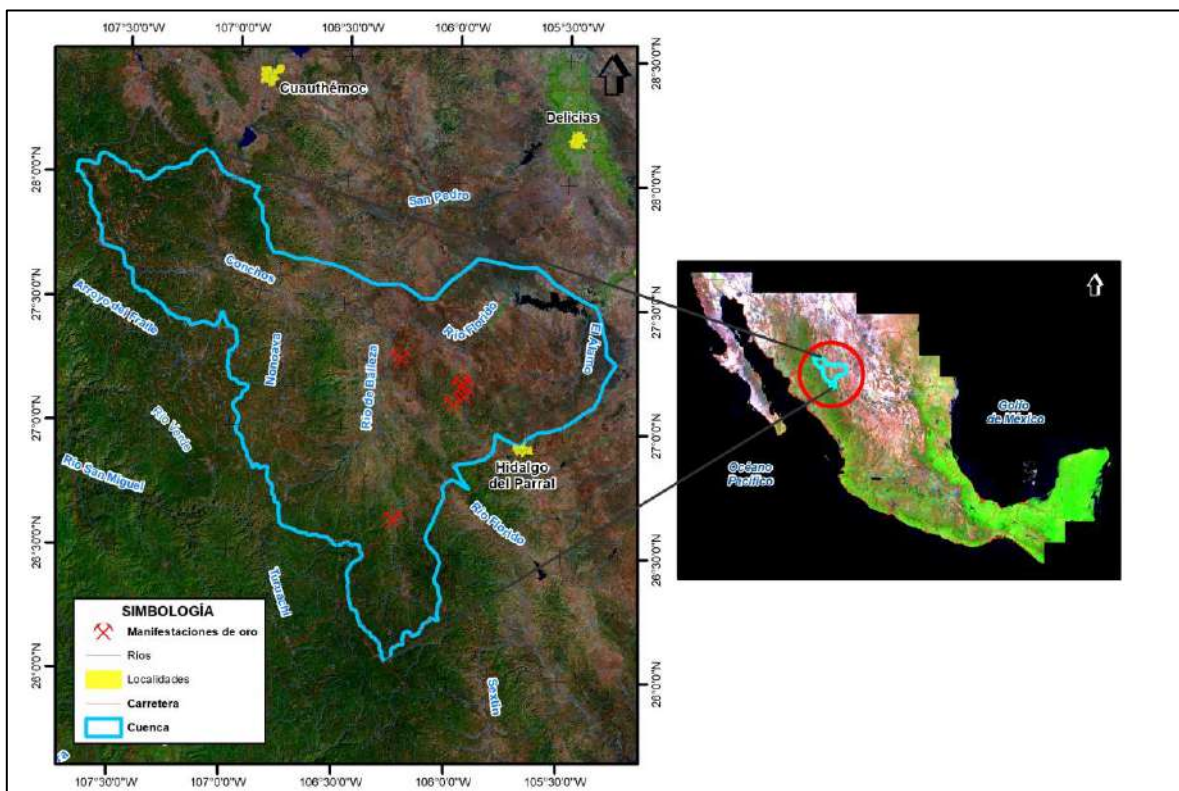 107°30'0"W 107°0'0"W 106°30'0"W 106°0'0"W 105°30'0"W
28°30'0"N
28°0'0"N
27°30'0"N
27°0'0"N
26°30'0"N
26°0'0"N
28°0'0"N
27°30'0"N
27°0'0"N
26°30'0"N
26°0'0"N
Cuauthémoc
Delicias
San Pedro
Conchos
Arroyo del Fraile
Río Florido
El Álamo
Nonoava
Río de Balleza
Río Verde
Río San Miguel
Hidalgo
del Parral
Río Florido
Turuachi
Sextin
SIMBOLOGÍA
Manifestaciones de oro
Ríos
Localidades
Carretera
Cuenca
107°30'0"W 107°0'0"W 106°30'0"W 106°0'0"W 105°30'0"W
Golfo
de México
Océano
Pacífico